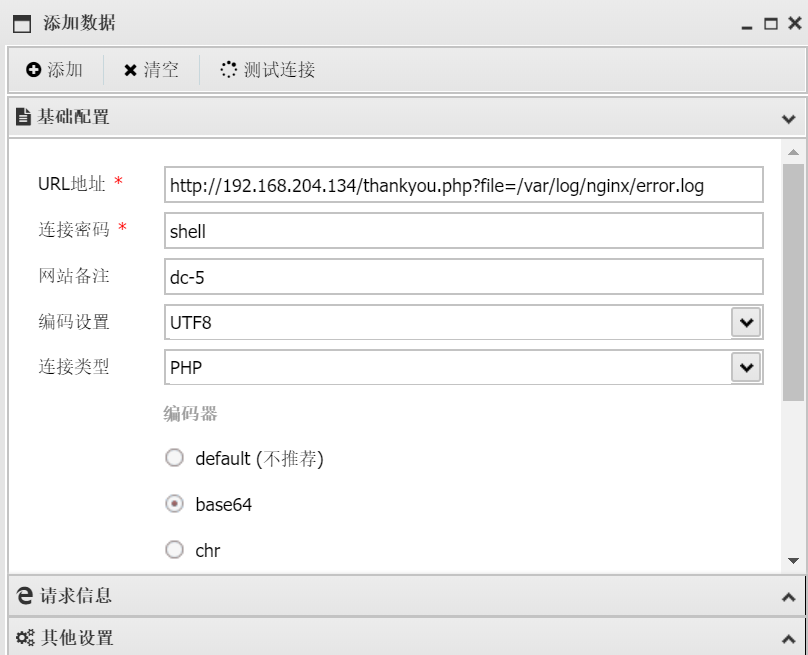 添加数据
添加 清空 测试连接
基础配置
URL地址 * http://192.168.204.134/thankyou.php?file=/var/log/nginx/error.log
连接密码 * shell
网站备注 dc-5
编码设置 UTF8
连接类型 PHP
编码器
default (不推荐)
base64
chr
请求信息
其他设置